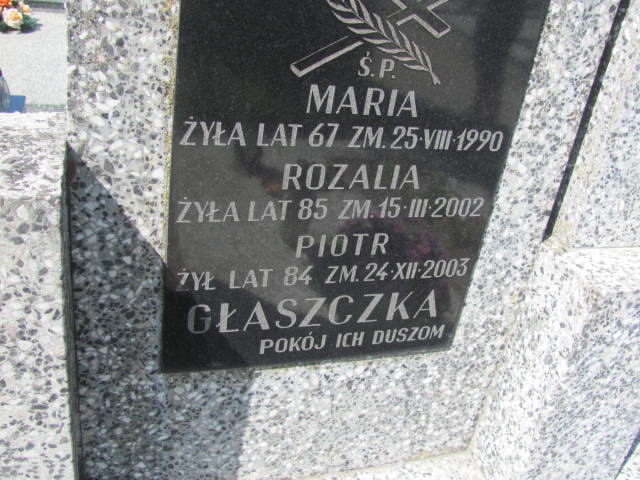 Ś.P.
MARIA
ŻYŁA LAT 67 ZM. 25·VIII·1990
ROZALIA
ŻYŁA LAT 85 ZM. 15·III·2002
PIOTR
ŻYŁ LAT 84 ZM. 24·XII·2003
GŁASZCZKA
POKÓJ ICH DUSZOM